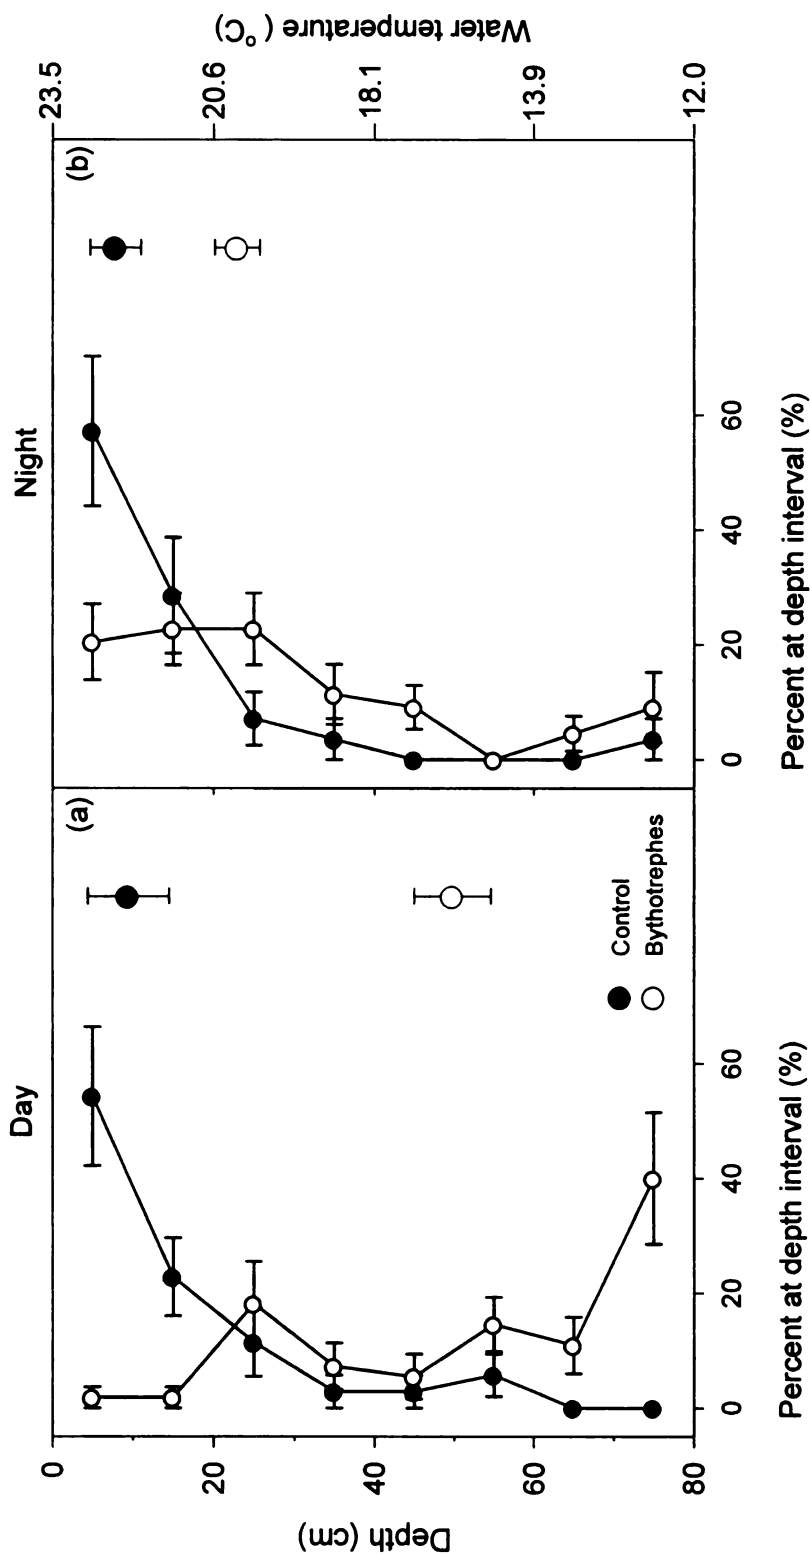 Day
Night
(a)
(b)
0
20
40
60
80
Depth (cm)
Control
Bythotrephes
0
20
40
60
Percent at depth interval (%)
0
20
40
60
Percent at depth interval (%)
23.5
20.6
18.1
13.9
12.0
Water temperature (°C)